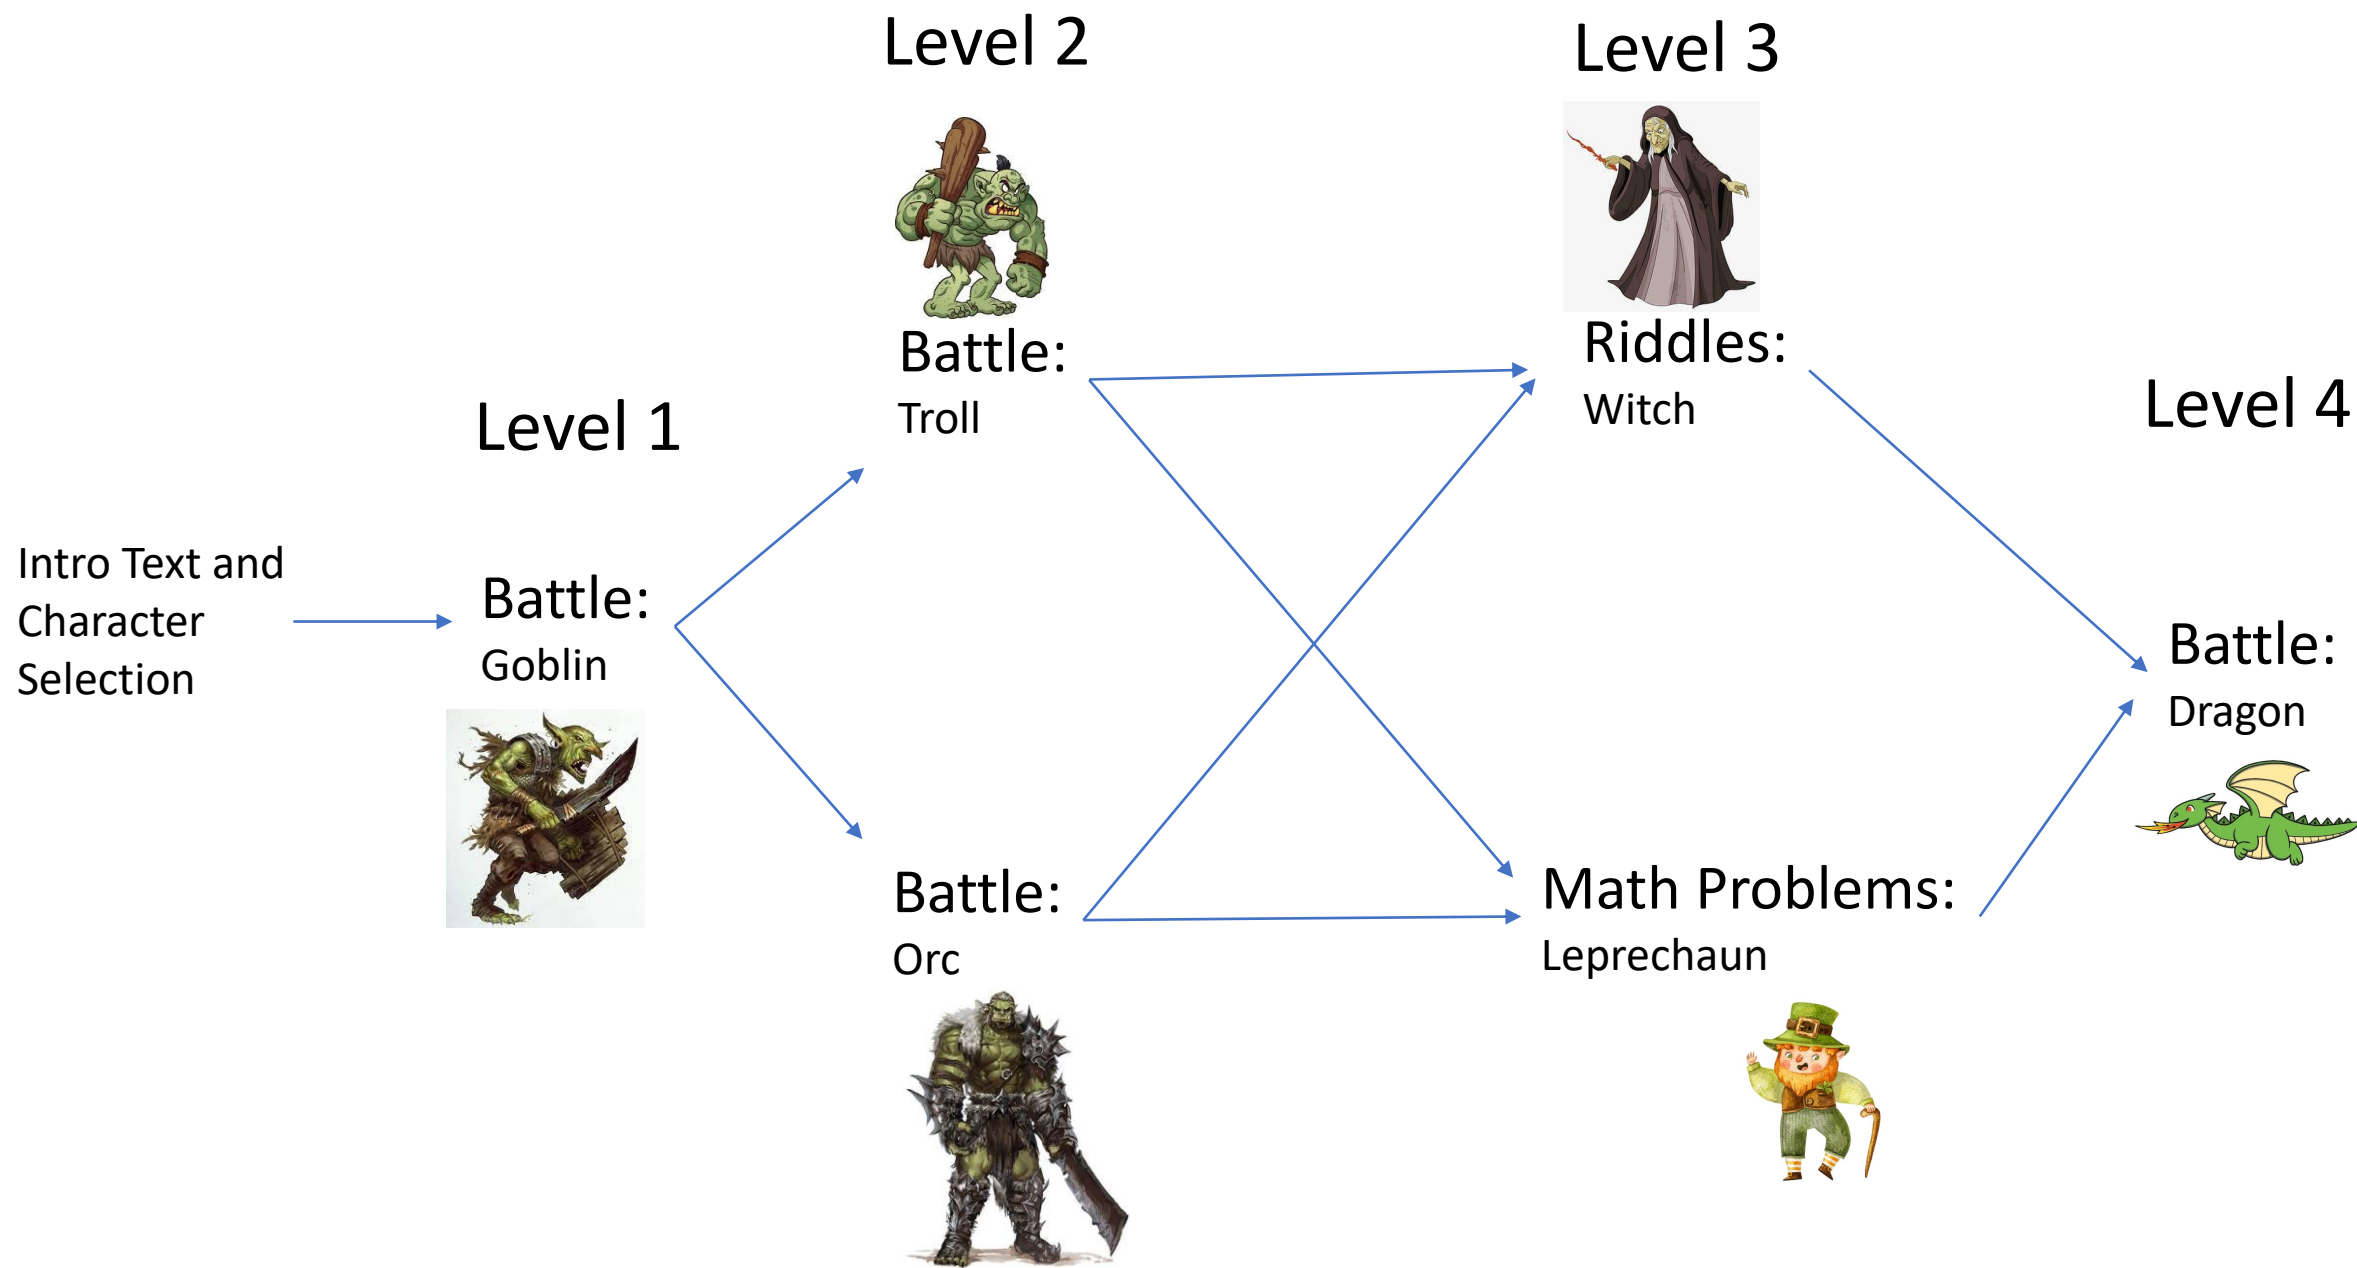 Intro Text and
Character
Selection
Level 1
Battle:
Goblin
Level 2
Battle:
Troll
Battle:
Orc
Level 3
Riddles:
Witch
Math Problems:
Leprechaun
Level 4
Battle:
Dragon